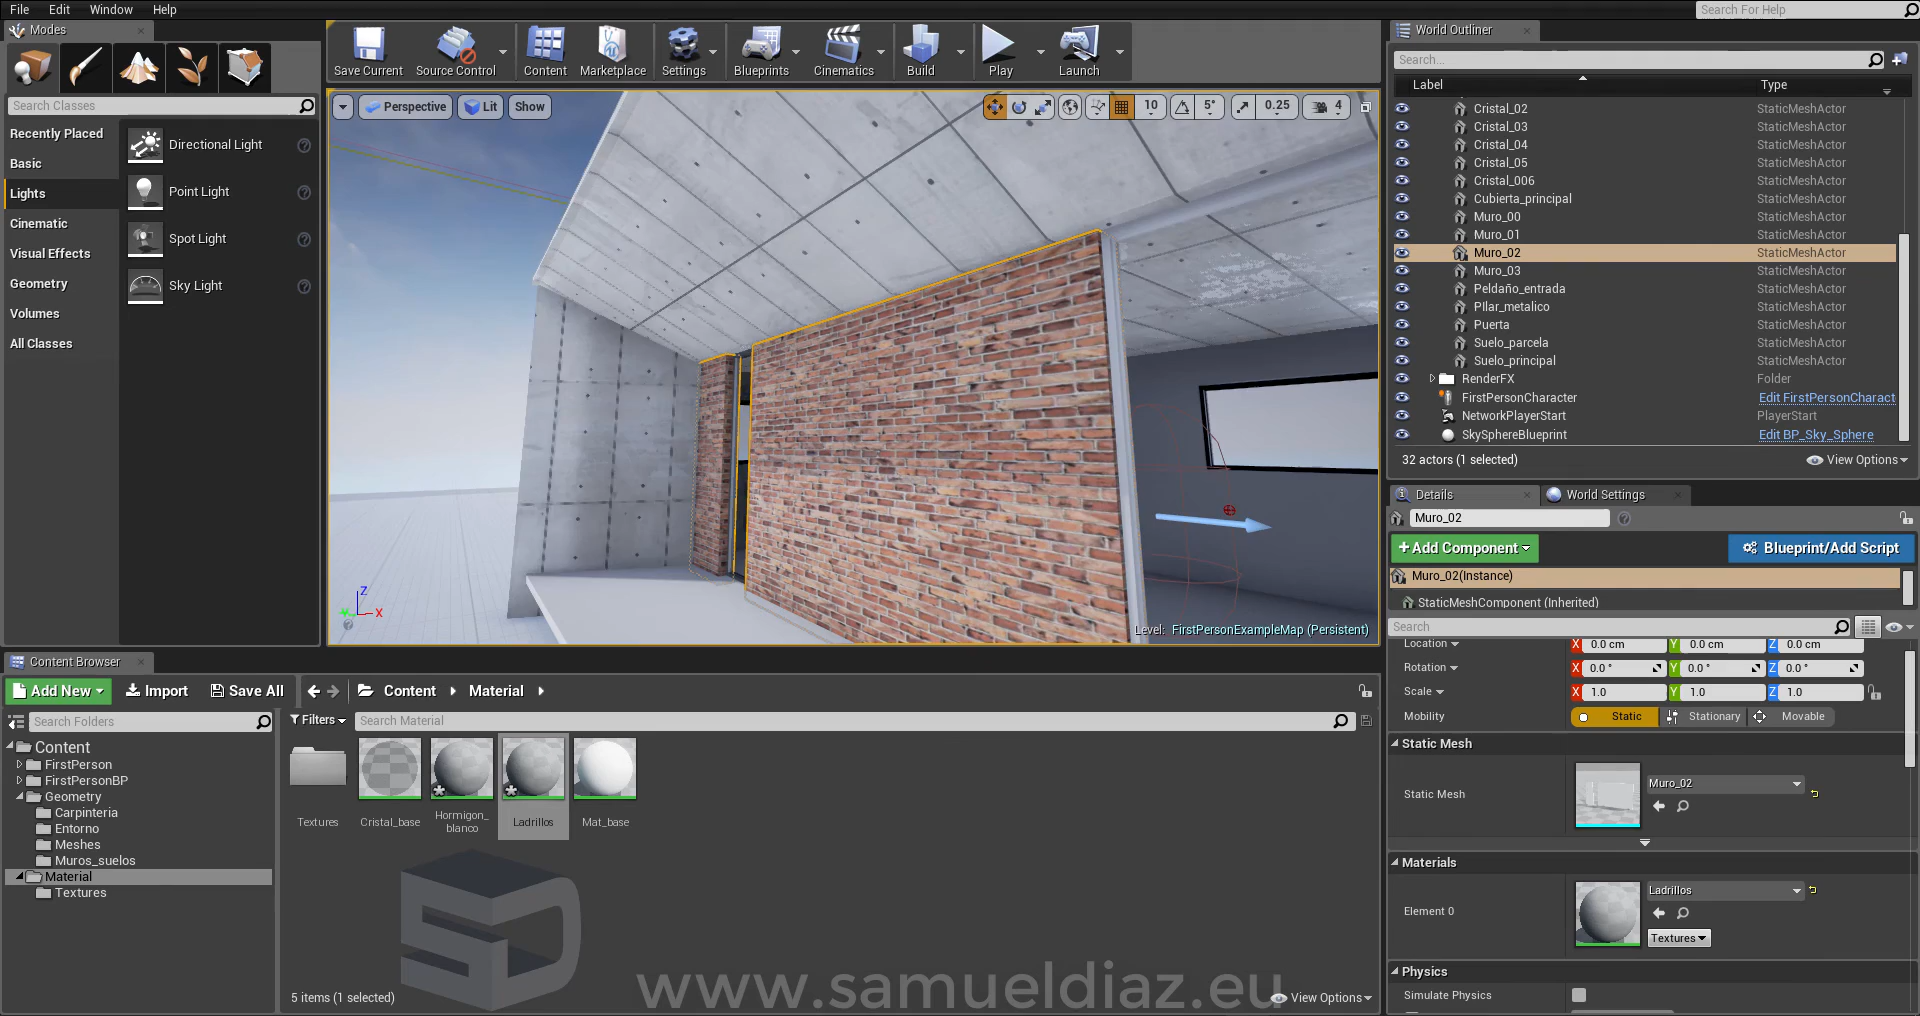 File Edit Window Help
Search For Help
Modes
Search Classes
Recently Placed
Basic
Lights
Cinematic
Visual Effects
Geometry
Volumes
All Classes
Directional Light
Point Light
Spot Light
Sky Light
Save Current
Source Control
Content
Marketplace
Settings
Blueprints
Cinematics
Build
Play
Launch
Perspective
Lit
Show
10
5°
0.25
4
Z
X
Level: FirstPersonExampleMap (Persistent)
World Outliner
Search...
Label Type
Cristal_02 StaticMeshActor
Cristal_03 StaticMeshActor
Cristal_04 StaticMeshActor
Cristal_05 StaticMeshActor
Cristal_006 StaticMeshActor
Cubierta_principal StaticMeshActor
Muro_00 StaticMeshActor
Muro_01 StaticMeshActor
Muro_02 StaticMeshActor
Muro_03 StaticMeshActor
Peldaño_entrada StaticMeshActor
PIlar_metalico StaticMeshActor
Puerta StaticMeshActor
Suelo_parcela StaticMeshActor
Suelo_principal StaticMeshActor
RenderFX Folder
FirstPersonCharacter Edit FirstPersonCharact
NetworkPlayerStart PlayerStart
SkySphereBlueprint Edit BP_Sky_Sphere
32 actors (1 selected)
View Options
Details
World Settings
Muro_02
Add Component
Blueprint/Add Script
Muro_02(Instance)
StaticMeshComponent (Inherited)
Search
Location X 0.0 cm Y 0.0 cm Z 0.0 cm
Rotation X 0.0 ° Y 0.0 ° Z 0.0 °
Scale X 1.0 Y 1.0 Z 1.0
Mobility Static Stationary Movable
Static Mesh
Static Mesh Muro_02
Materials
Element 0 Ladrillos
Textures
Physics
Simulate Physics
Content Browser
Add New Import Save All Content Material
Search Folders
Filters
Search Material
Content
FirstPerson
FirstPersonBP
Geometry
Carpinteria
Entorno
Meshes
Muros_suelos
Material
Textures
Textures
Cristal_base
Hormigon_
blanco
Ladrillos
Mat_base
5 items (1 selected)
View Options
SD
www.samueldiaz.eu